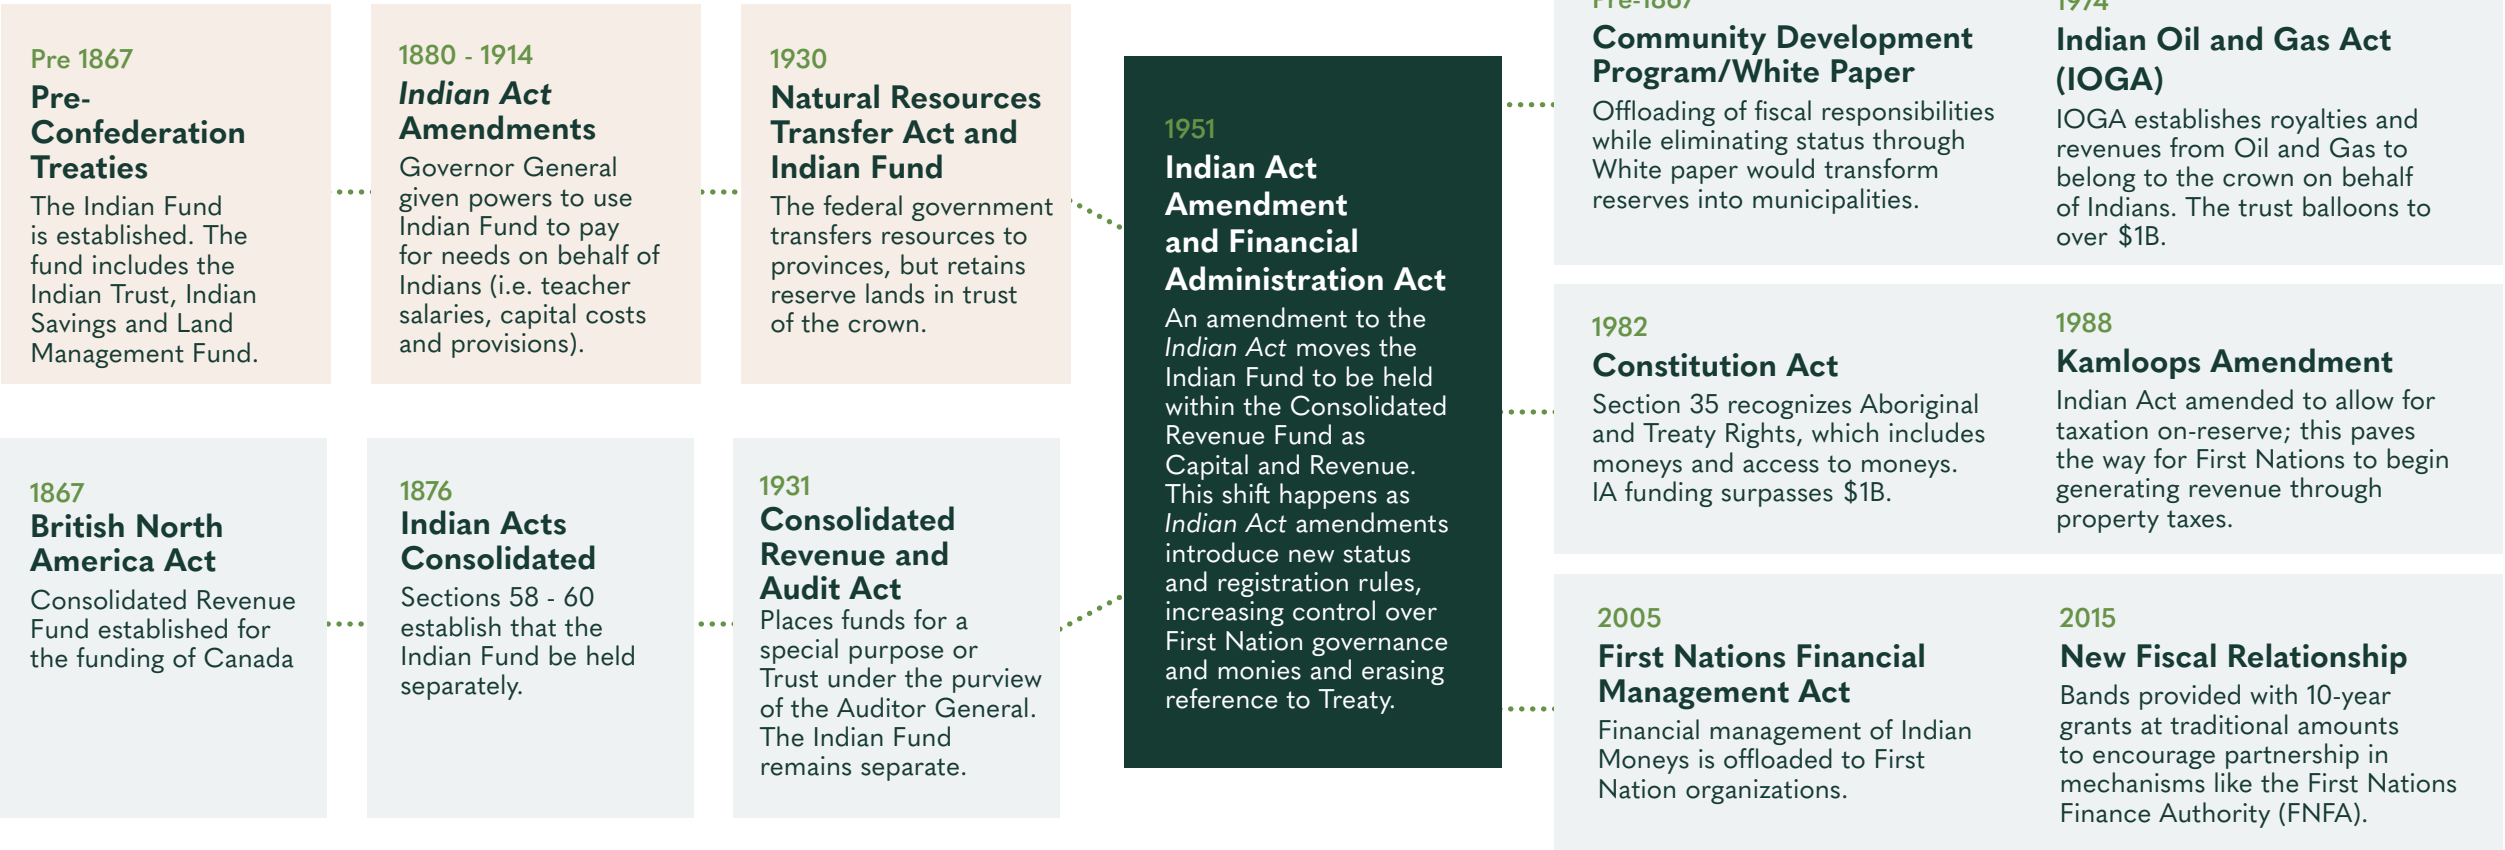 Pre 1867
Pre-
Confederation
Treaties
The Indian Fund
is established. The
fund includes the
Indian Trust, Indian
Savings and Land
Management Fund.
1880 - 1914
Indian Act
Amendments
Governor General
given powers to use
Indian Fund to pay
for needs on behalf of
Indians (i.e. teacher
salaries, capital costs
and provisions).
1930
Natural Resources
Transfer Act and
Indian Fund
The federal government
transfers resources to
provinces, but retains
reserve lands in trust
of the crown.
1867
British North
America Act
Consolidated Revenue
Fund established for
the funding of Canada
1876
Indian Acts
Consolidated
Sections 58 - 60
establish that the
Indian Fund be held
separately.
1931
Consolidated
Revenue and
Audit Act
Places funds for a
special purpose or
Trust under the purview
of the Auditor General.
The Indian Fund
remains separate.
1951
Indian Act
Amendment
and Financial
Administration Act
An amendment to the
Indian Act moves the
Indian Fund to be held
within the Consolidated
Revenue Fund as
Capital and Revenue.
This shift happens as
Indian Act amendments
introduce new status
and registration rules,
increasing control over
First Nation governance
and monies and erasing
reference to Treaty.
Pre-1867
Community Development
Program/White Paper
Offloading of fiscal responsibilities
while eliminating status through
White paper would transform
reserves into municipalities.
1974
Indian Oil and Gas Act
(IOGA)
IOGA establishes royalties and
revenues from Oil and Gas to
belong to the crown on behalf
of Indians. The trust balloons to
over $1B.
1982
Constitution Act
Section 35 recognizes Aboriginal
and Treaty Rights, which includes
moneys and access to moneys.
IA funding surpasses $1B.
1988
Kamloops Amendment
Indian Act amended to allow for
taxation on-reserve; this paves
the way for First Nations to begin
generating revenue through
property taxes.
2005
First Nations Financial
Management Act
Financial management of Indian
Moneys is offloaded to First
Nation organizations.
2015
New Fiscal Relationship
Bands provided with 10-year
grants at traditional amounts
to encourage partnership in
mechanisms like the First Nations
Finance Authority (FNFA).